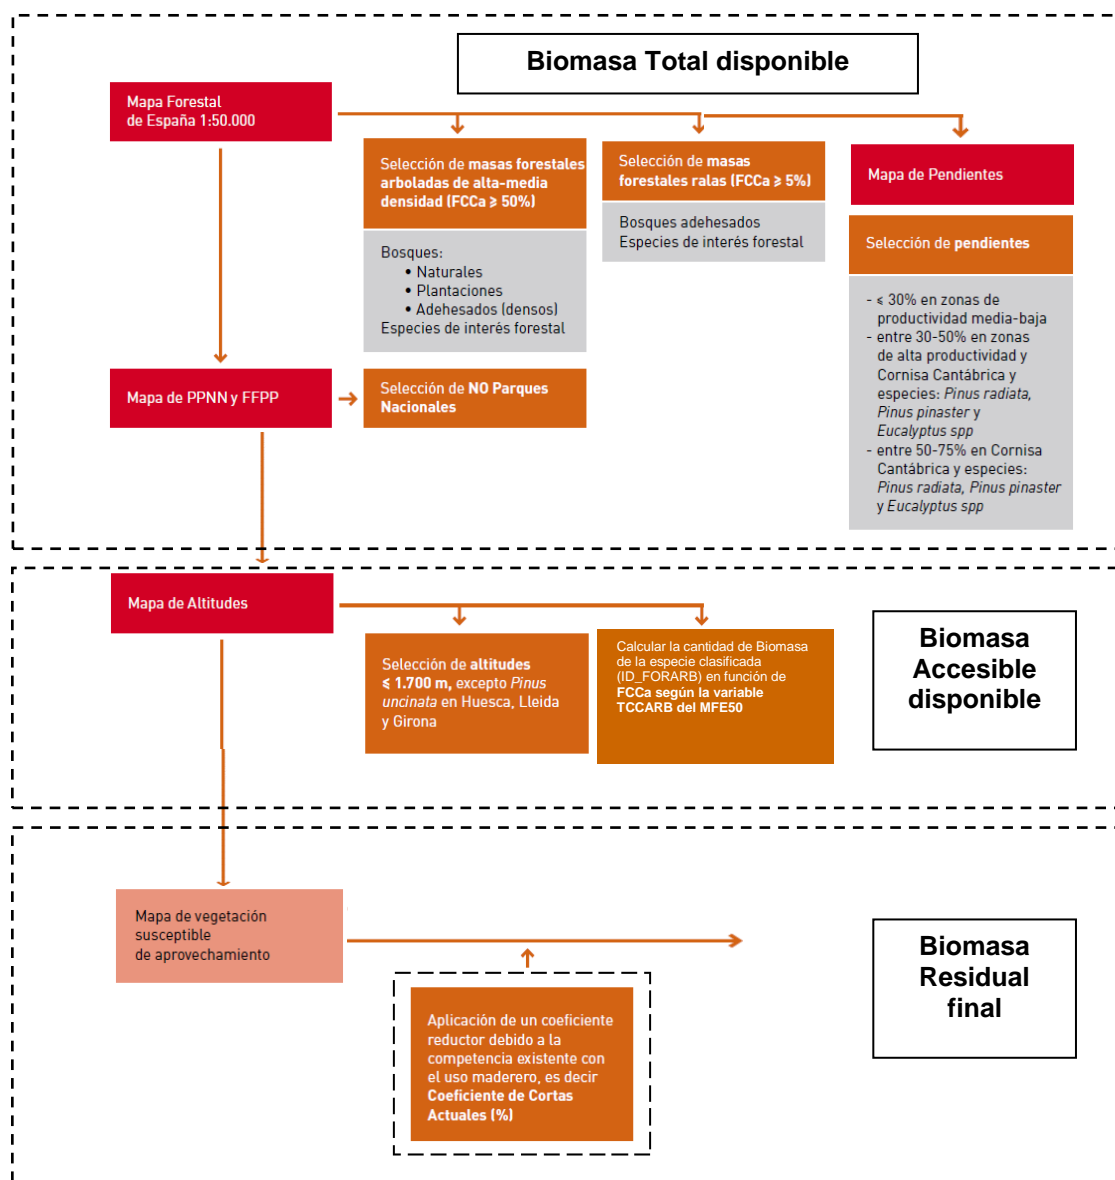 Biomasa Total disponible
Mapa Forestal
de España 1:50.000
Selección de masas forestales
arboladas de alta-media
densidad (FCCa ⩾ 50%)
Bosques:
• Naturales
• Plantaciones
• Adehesados (densos)
Especies de interés forestal
Selección de masas
forestales ralas (FCCa ⩾ 5%)
Bosques adehesados
Especies de interés forestal
Mapa de Pendientes
Selección de pendientes
- ⩽ 30% en zonas de
productividad media-baja
- entre 30-50% en zonas
de alta productividad y
Cornisa Cantábrica y
especies: Pinus radiata,
Pinus pinaster y
Eucalyptus spp
- entre 50-75% en Cornisa
Cantábrica y especies:
Pinus radiata, Pinus pinaster
y Eucalyptus spp
Mapa de PPNN y FFPP
Selección de NO Parques
Nacionales
Mapa de Altitudes
Selección de altitudes
⩽ 1.700 m, excepto Pinus
uncinata en Huesca, Lleida
y Girona
Calcular la cantidad de Biomasa
de la especie clasificada
(ID_FORARB) en función de
FCCa según la variable
TCCARB del MFE50
Biomasa
Accesible
disponible
Mapa de vegetación
susceptible
de aprovechamiento
Aplicación de un coeficiente
reductor debido a la
competencia existente con
el uso maderero, es decir
Coeficiente de Cortas
Actuales (%)
Biomasa
Residual
final